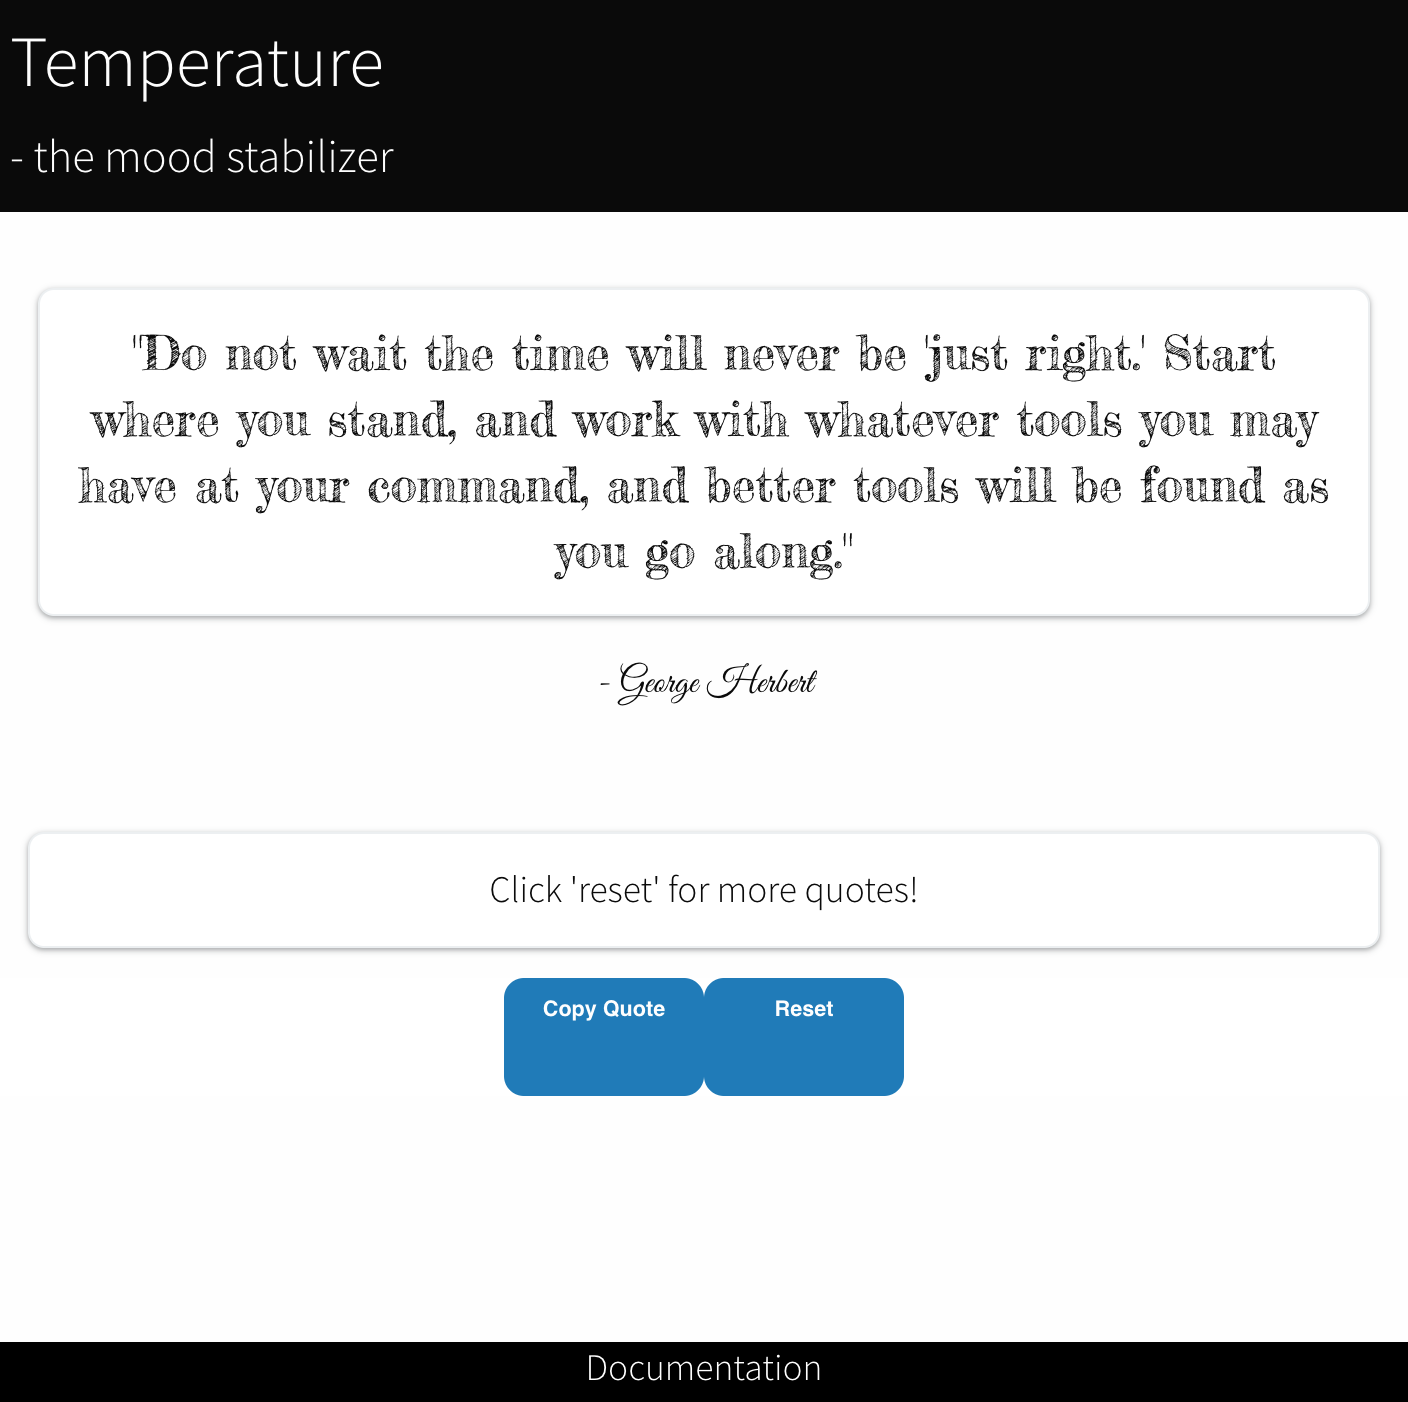 Temperature
- the mood stabilizer
"Do not wait the time will never be 'just right.' Start
where you stand, and work with whatever tools you may
have at your command, and better tools will be found as
you go along."
- George Herbert
Click 'reset' for more quotes!
Copy Quote
Reset
Documentation